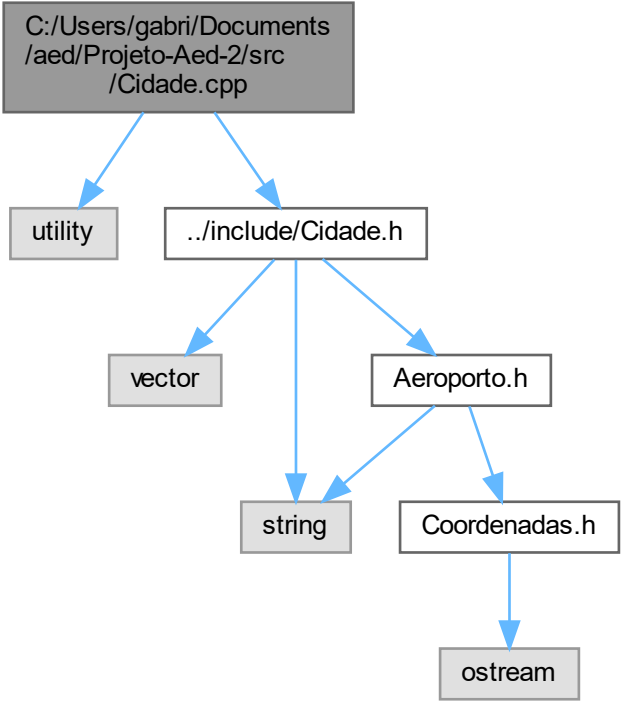 C:/Users/gabri/Documents
/aed/Projeto-Aed-2/src
/Cidade.cpp
utility
../include/Cidade.h
vector
Aeroporto.h
string
Coordenadas.h
ostream